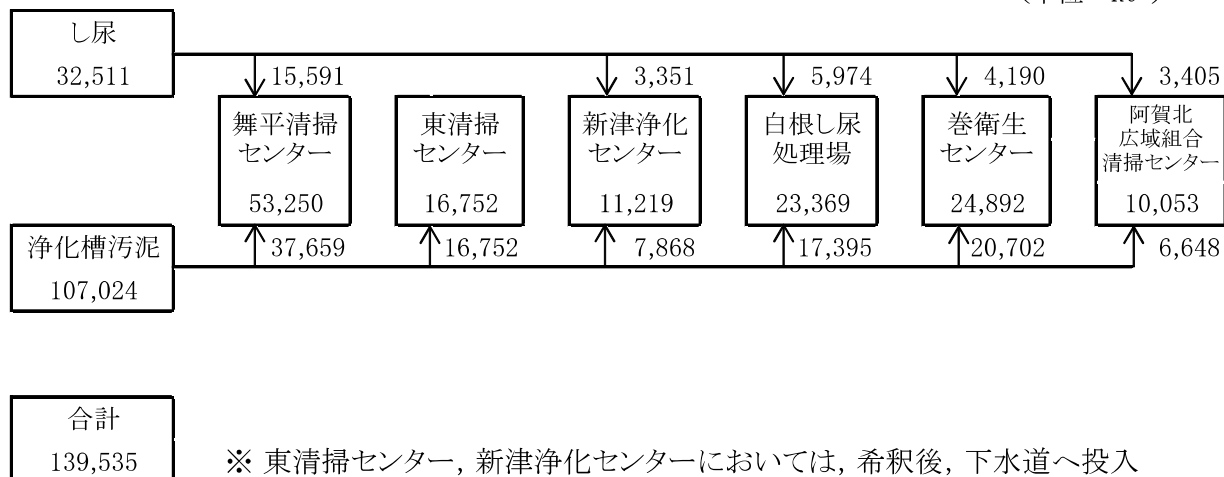 し尿
32,511
15,591
3,351
5,974
4,190
3,405
舞平清掃
センター
53,250
東清掃
センター
16,752
新津浄化
センター
11,219
白根し尿
処理場
23,369
巻衛生
センター
24,892
阿賀北
広域組合
清掃センター
10,053
浄化槽汚泥
107,024
37,659
16,752
7,868
17,395
20,702
6,648
合計
139,535
※ 東清掃センター, 新津浄化センターにおいては, 希釈後, 下水道へ投入